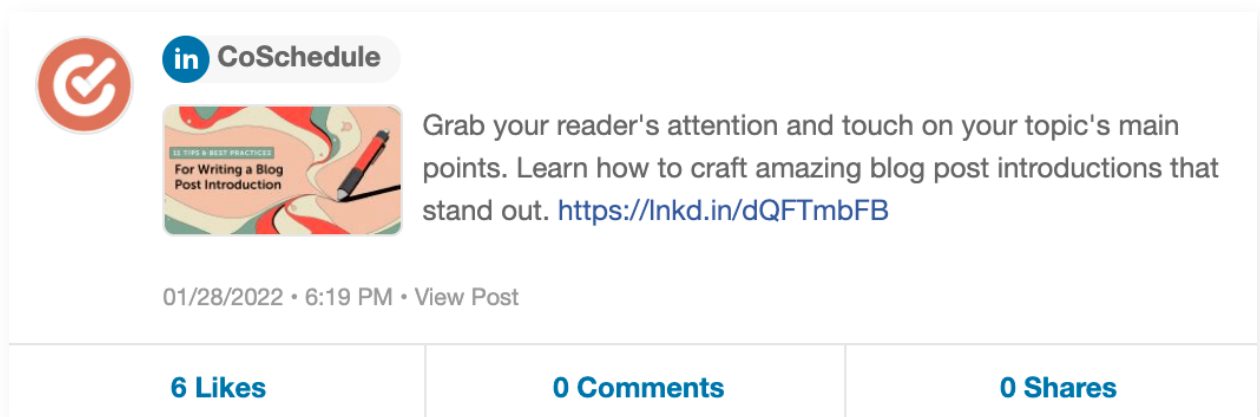 in CoSchedule
11 TIPS & BEST PRACTICES
For Writing a Blog
Post Introduction
Grab your reader's attention and touch on your topic's main
points. Learn how to craft amazing blog post introductions that
stand out. https://lnkd.in/dQFTmbFB
01/28/2022 • 6:19 PM • View Post
6 Likes
0 Comments
0 Shares